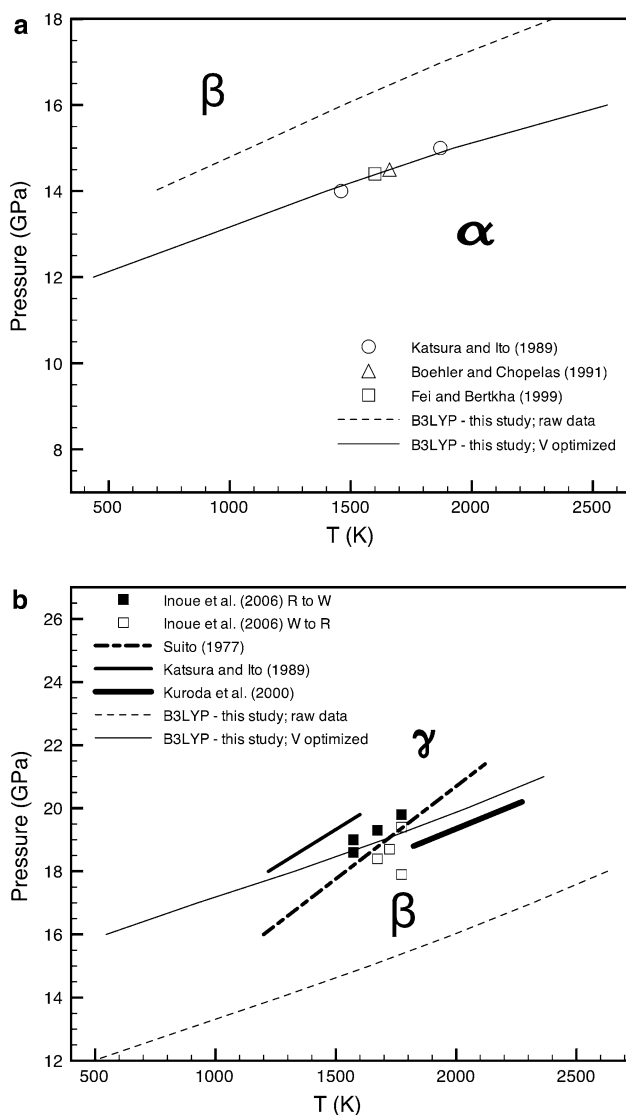 a
18
16
14
12
10
8
Pressure (GPa)
β
α
Katsura and Ito (1989)
Boehler and Chopelas (1991)
Fei and Bertkha (1999)
B3LYP - this study; raw data
B3LYP - this study; V optimized
500 1000 1500 2000 2500
T (K)
b
26
24
22
20
18
16
14
12
Pressure (GPa)
Inoue et al. (2006) R to W
Inoue et al. (2006) W to R
Suito (1977)
Katsura and Ito (1989)
Kuroda et al. (2000)
B3LYP - this study; raw data
B3LYP - this study; V optimized
γ
β
500 1000 1500 2000 2500
T (K)